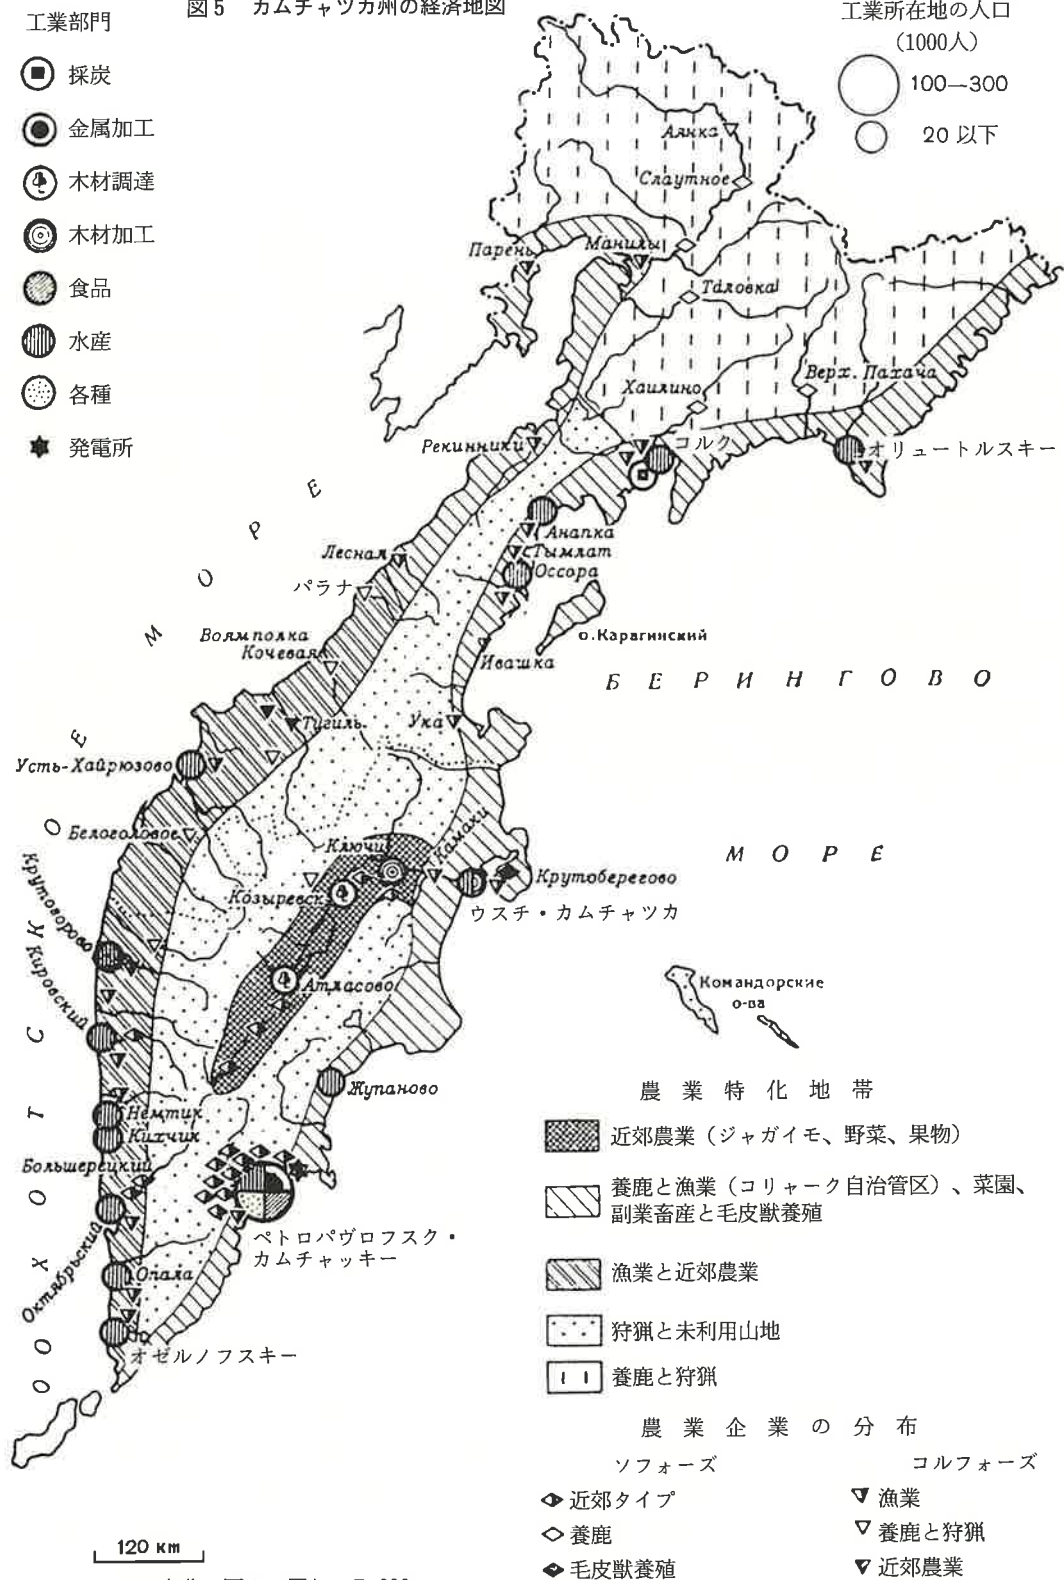 図5 カムチャツカ州の経済地図
工業部門
採炭
金属加工
木材調達
木材加工
食品
水産
各種
発電所
工業所在地の人口
(1000人)
100—300
20 以下
Аянка
Слаутное
Парень
Манилы
Таловка
Хаилино
Верх. Пахача
Рекинники
コルク
オリュートルスキー
Анапка
Тымлат
Оссора
Лесная
パラナ
о.Карагинский
Воямполка
Кочевая
Ивашка
БЕРИНГОВО
МОРЕ
Тигиль
Ука
Усть-Хайрюзово
Белоголовое
Ключи
Камаки
Козыревск
Крутоберегово
ウスチ・カムチャツカ
Крутогорово
Кировский
Атласово
Командорские
о-ва
Жупаново
Немтик
Кихчик
Большерецкий
Октябрьский
ペトロパヴロフスク・
カムチャッキー
Опала
オゼルノフスキー
ОХОТСКОЕ
МОРЕ
農業特化地帯
近郊農業（ジャガイモ、野菜、果物）
養鹿と漁業（コリャーク自治管区）、菜園、
副業畜産と毛皮獣養殖
漁業と近郊農業
狩猟と未利用山地
養鹿と狩猟
農業企業の分布
ソフォーズ
コルフォーズ
近郊タイプ
漁業
養鹿
養鹿と狩猟
毛皮獣養殖
近郊農業
120 км